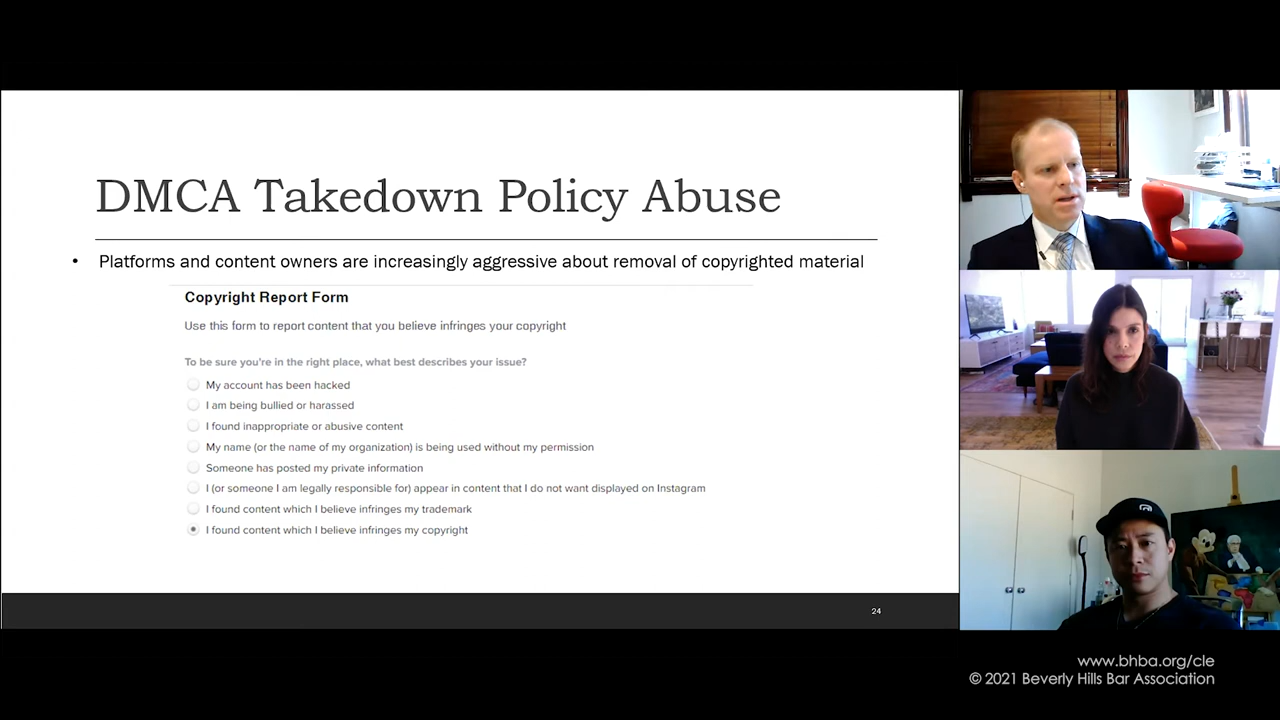 DMCA Takedown Policy Abuse
• Platforms and content owners are increasingly aggressive about removal of copyrighted material
Copyright Report Form
Use this form to report content that you believe infringes your copyright
To be sure you're in the right place, what best describes your issue?
My account has been hacked
I am being bullied or harassed
I found inappropriate or abusive content
My name (or the name of my organization) is being used without my permission
Someone has posted my private information
I (or someone I am legally responsible for) appear in content that I do not want displayed on Instagram
I found content which I believe infringes my trademark
I found content which I believe infringes my copyright
24
www.bhba.org/cle
© 2021 Beverly Hills Bar Association